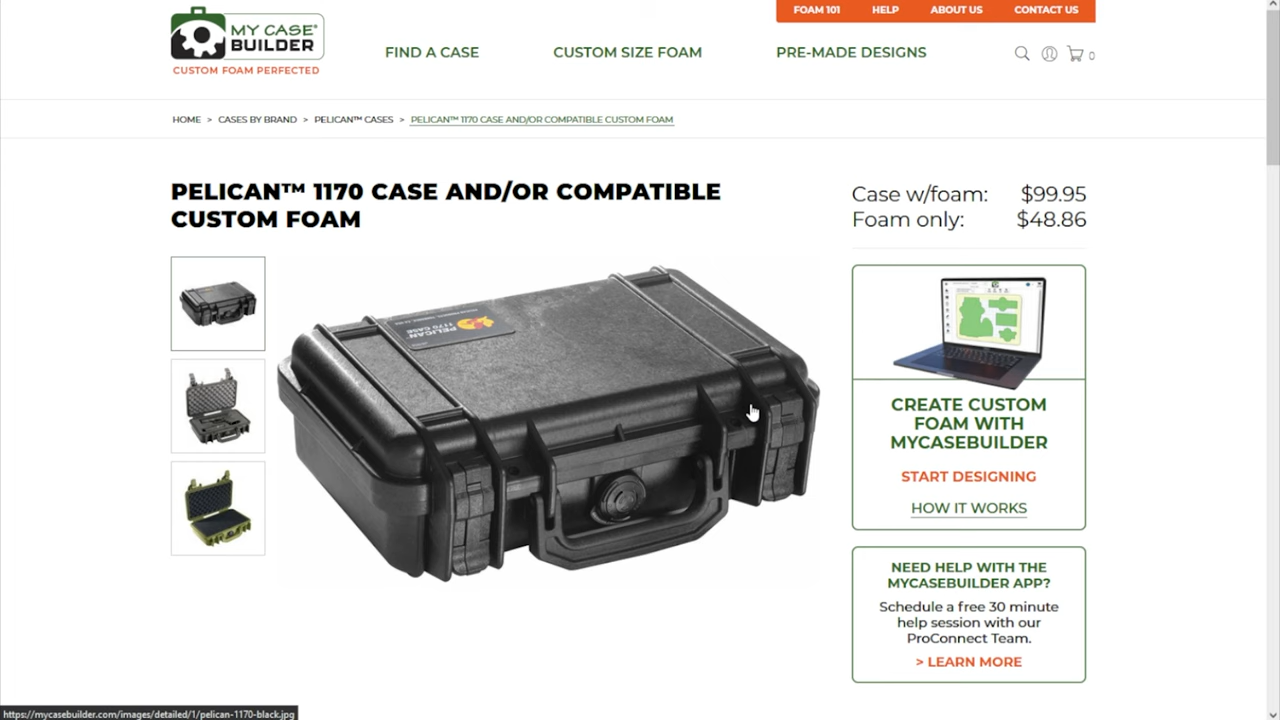 FOAM 101 HELP ABOUT US CONTACT US
MY CASE®
BUILDER
CUSTOM FOAM PERFECTED
FIND A CASE CUSTOM SIZE FOAM PRE-MADE DESIGNS
0
HOME > CASES BY BRAND > PELICAN™ CASES > PELICAN™ 1170 CASE AND/OR COMPATIBLE CUSTOM FOAM
PELICAN™ 1170 CASE AND/OR COMPATIBLE
CUSTOM FOAM
Case w/foam: $99.95
Foam only: $48.86
PELICAN
1170 CASE
CREATE CUSTOM
FOAM WITH
MYCASEBUILDER
START DESIGNING
HOW IT WORKS
NEED HELP WITH THE
MYCASEBUILDER APP?
Schedule a free 30 minute
help session with our
ProConnect Team.
> LEARN MORE
https://mycasebuilder.com/images/detailed/1/pelican-1170-black.jpg